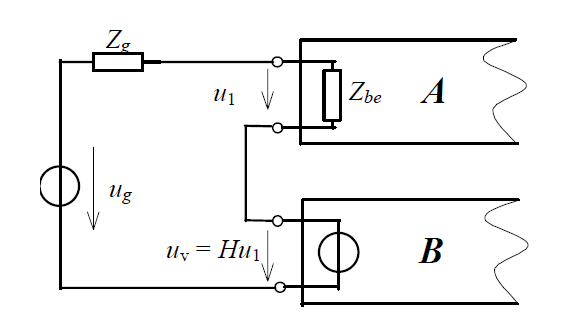 Z_g
u_1
Z_be
A
u_g
u_v = Hu_1
B